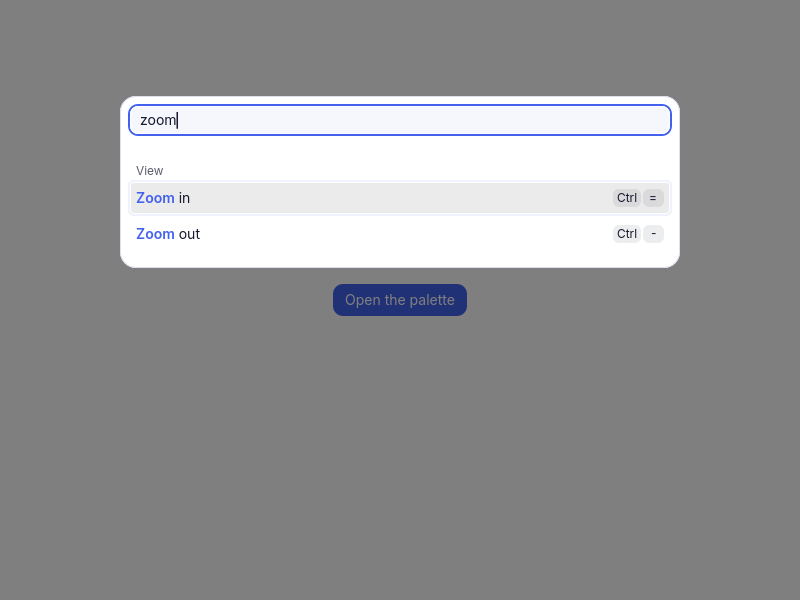 zoom
View
Zoom in Ctrl =
Zoom out Ctrl -
Open the palette